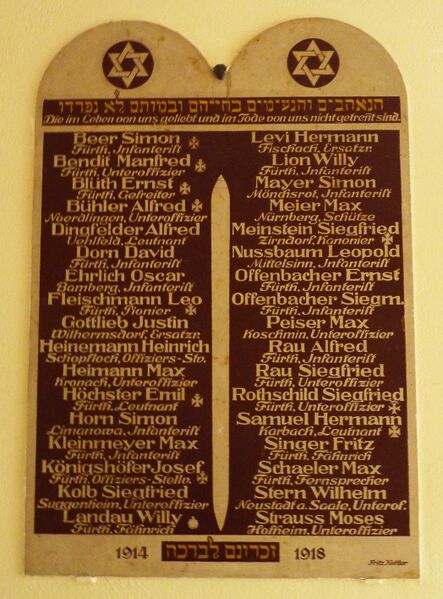 הנאהבים והנעימים בחייהם ובמיתם לא נפרדו
Die im Leben von uns geliebt und im Tode von uns nicht getrennt sind.
Beer Simon
Fürth, Infanterist
Bendit Manfred
Fürth, Unteroffizier
Blüth Ernst
Fürth, Gefreiter
Bühler Alfred
Noerdlingen, Unteroffizier
Dingfelder Alfred
Uehlfeld, Leutnant
Dorn David
Fürth, Infanterist
Ehrlich Oscar
Bamberg, Infanterist
Fleischmann Leo
Fürth, Pionier
Gottlieb Justin
Wilhermsdorf, Ersatzr.
Heinemann Heinrich
Schopfloch, Offiziers-Stv.
Heimann Max
Kronach, Unteroffizier
Höchster Emil
Fürth, Leutnant
Horn Simon
Limanowa, Infanterist
Kleinmeyer Max
Fürth, Infanterist
Königshöfer Josef
Fürth, Offiziers-Stelle.
Kolb Siegfried
Suggenheim, Unteroffizier
Landau Willy
Fürth, Fähnrich
Levi Hermann
Fischach, Ersatzr.
Lion Willy
Fürth, Infanterist
Mayer Simon
Mönchsrot, Infanterist
Meier Max
Nürnberg, Schütze
Meinstein Siegfried
Zirndorf, Kanonier
Nussbaum Leopold
Mittelsinn, Infanterist
Offenbacher Ernst
Fürth, Infanterist
Offenbacher Siegm.
Fürth, Infanterist
Peiser Max
Koschmin, Unteroffizier
Rau Alfred
Fürth, Infanterist
Rau Siegfried
Fürth, Unteroffizier
Rothschild Siegfried
Fürth, Unteroffizier
Samuel Hermann
Karbach, Leutnant
Singer Fritz
Fürth, Fähnrich
Schaeler Max
Fürth, Fernsprecher
Stern Wilhelm
Neustadt a. Saale, Unterof.
Strauss Moses
Hofheim, Unteroffizier
1914 זכרונם לברכה 1918
Fritz